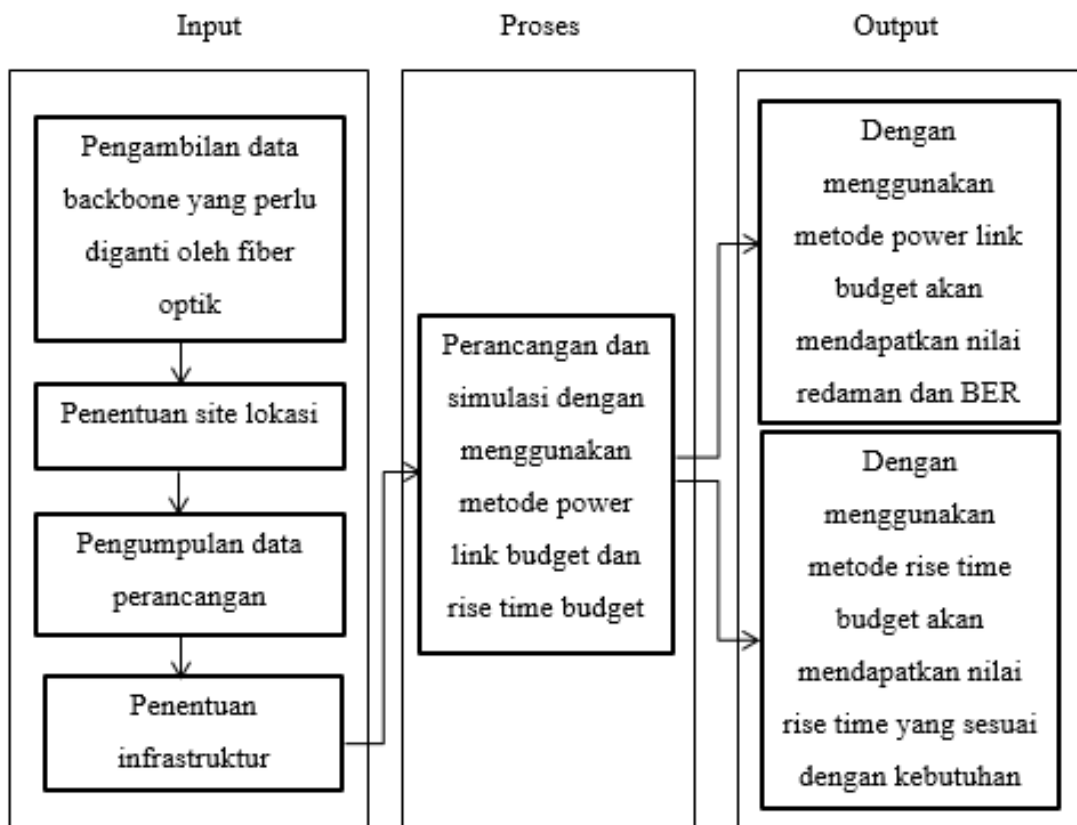 Input
Proses
Output
Pengambilan data
backbone yang perlu
diganti oleh fiber
optik
Penentuan site lokasi
Pengumpulan data
perancangan
Penentuan
infrastruktur
Perancangan dan
simulasi dengan
menggunakan
metode power
link budget dan
rise time budget
Dengan
menggunakan
metode power link
budget akan
mendapatkan nilai
redaman dan BER
Dengan
menggunakan
metode rise time
budget akan
mendapatkan nilai
rise time yang sesuai
dengan kebutuhan